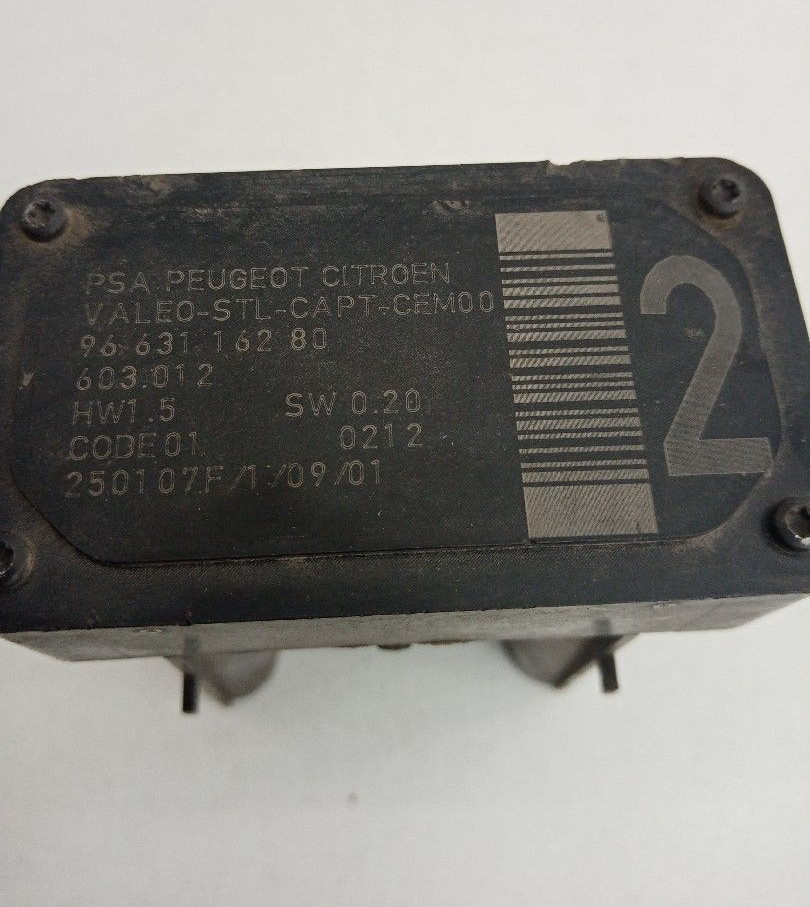 PSA PEUGEOT CITROEN
VALEO-STL-CAPT-CEM00
96 631 162 80
603.012
HW1.5 SW 0.20
CODE 01 0212
250107F/1/09/01
2